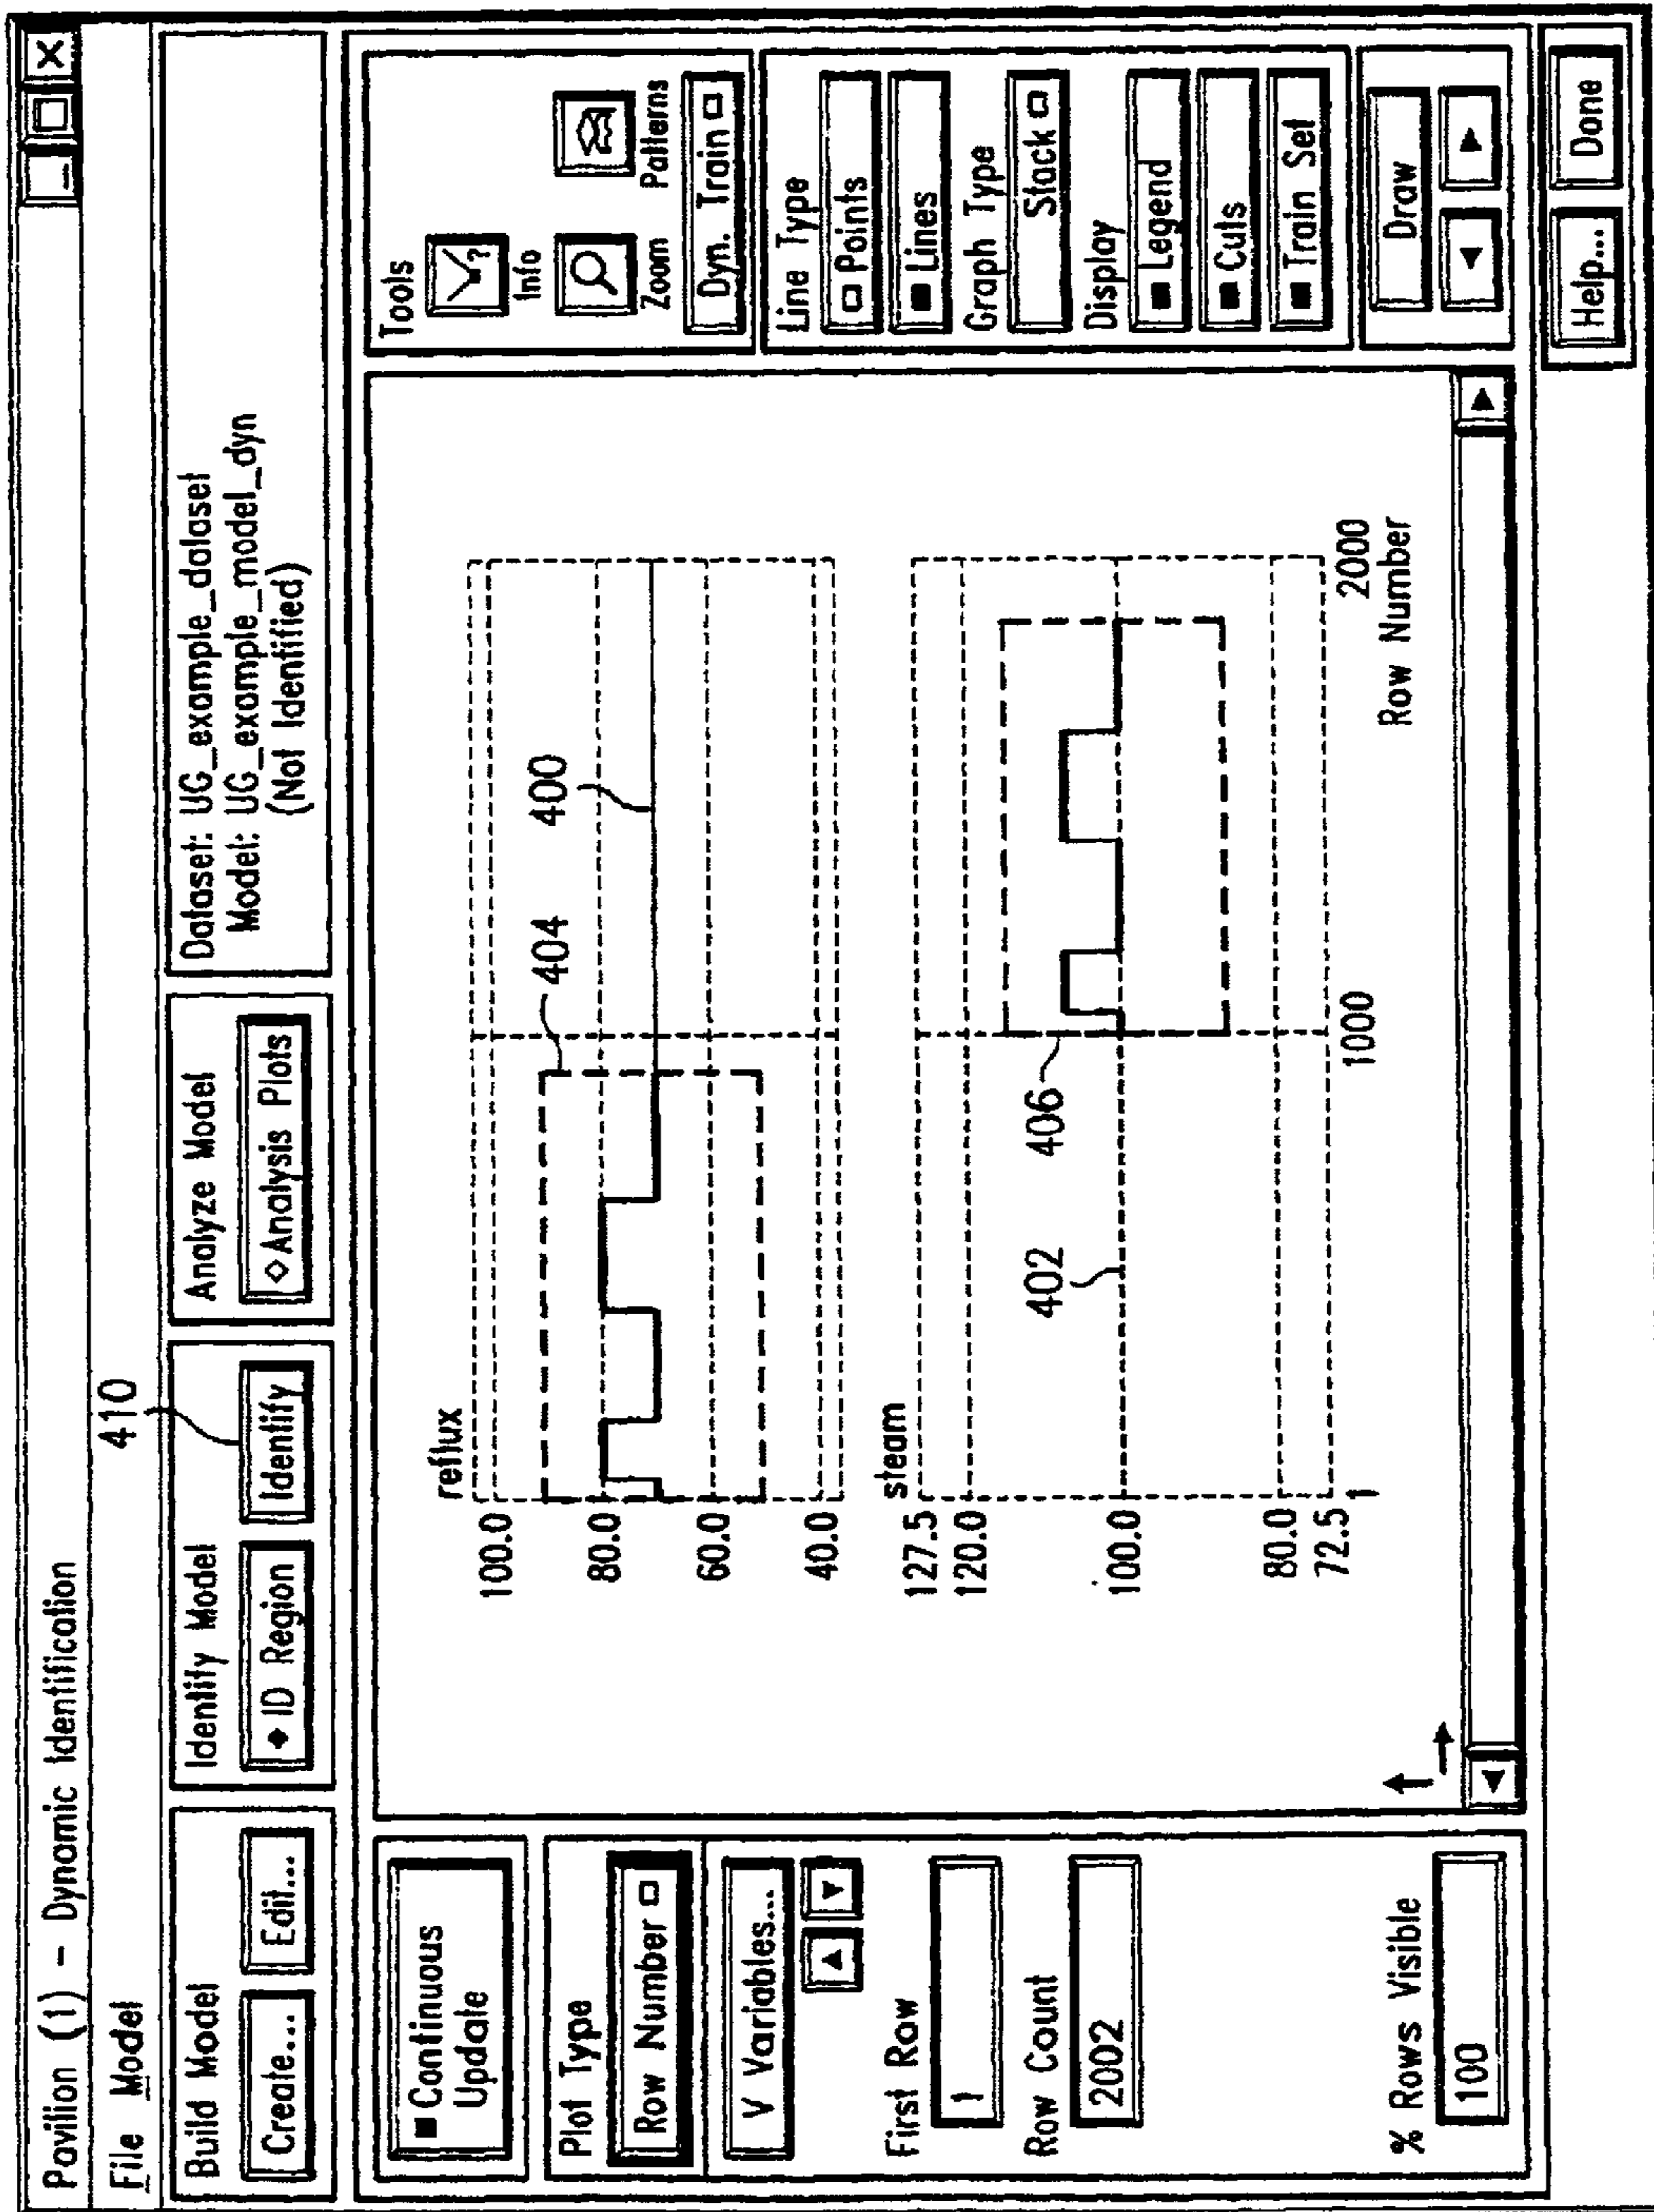 Pavilion (1) – Dynamic Identification
File Model
410
Build Model
Create... Edit...
Identify Model
ID Region Identify
Analyze Model
Analysis Plots
Dataset: UG_example_dataset
Model: UG_example_model_dyn
(Not Identified)
Continuous
Update
Plot Type
Row Number
V Variables...
First Row
1
Row Count
2002
% Rows Visible
100
reflux
100.0
80.0
60.0
40.0
404
400
steam
127.5
120.0
100.0
80.0
72.5
402
406
1
1000
2000
Row Number
Tools
?
Info
Zoom
Patterns
Dyn. Train
Line Type
Points
Lines
Graph Type
Stack
Display
Legend
Cuts
Train Set
Draw
Help... Done